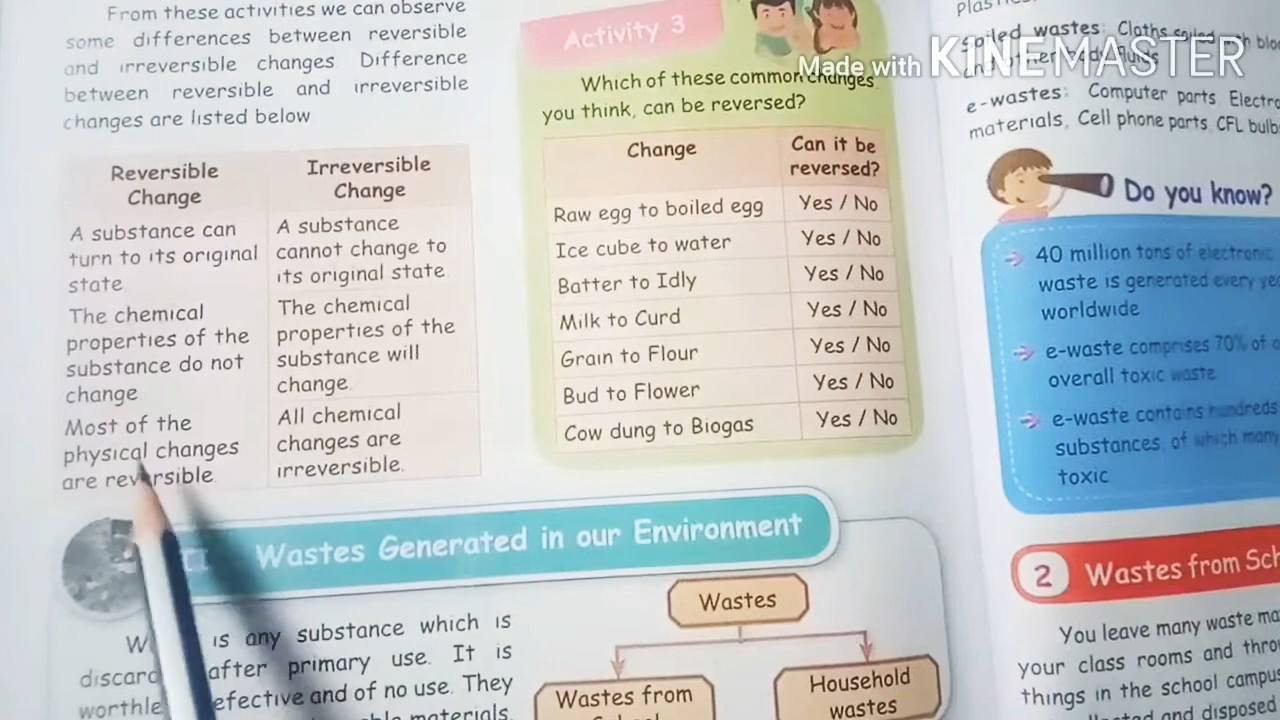 From these activities we can observe
some differences between reversible
and irreversible changes. Difference
between reversible and irreversible
changes are listed below
Reversible
Change
Irreversible
Change
A substance can
turn to its original
state
A substance
cannot change to
its original state
The chemical
properties of the
substance do not
change
The chemical
properties of the
substance will
change.
Most of the
physical changes
are reversible
All chemical
changes are
irreversible.
Wastes Generated in our Environment
is any substance which is
after primary use. It is
and of no use. They
materials,
Activity 3
Which of these common changes
you think, can be reversed?
Change
Can it be
reversed?
Raw egg to boiled egg Yes / No
Ice cube to water Yes / No
Batter to Idly Yes / No
Milk to Curd Yes / No
Grain to Flour Yes / No
Bud to Flower Yes / No
Cow dung to Biogas Yes / No
Wastes
Wastes from
Household
wastes
Made with KINEMASTER
wastes: Cloths
e-wastes: Computer parts,
materials, Cell phone parts, CFL
Do you know?
40 million tons of electronic
waste is generated every
worldwide
e-waste comprises 70% of
overall toxic waste
e-waste contains hundreds
substances, of which many
toxic
2 Wastes from
You leave many waste
your class rooms and
things in the school campus
and disposed